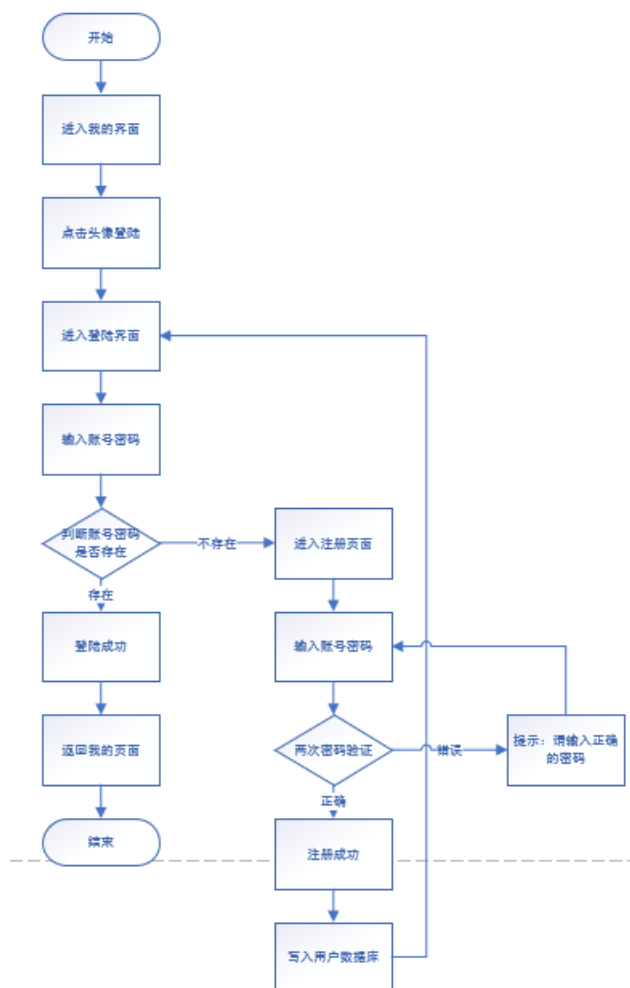 开始
进入我的界面
点击头像登陆
进入登陆界面
输入账号密码
判断账号密码
是否存在
不存在
进入注册页面
存在
登陆成功
输入账号密码
返回我的页面
两次密码验证
错误
提示：请输入正确
的密码
正确
结束
注册成功
写入用户数据库